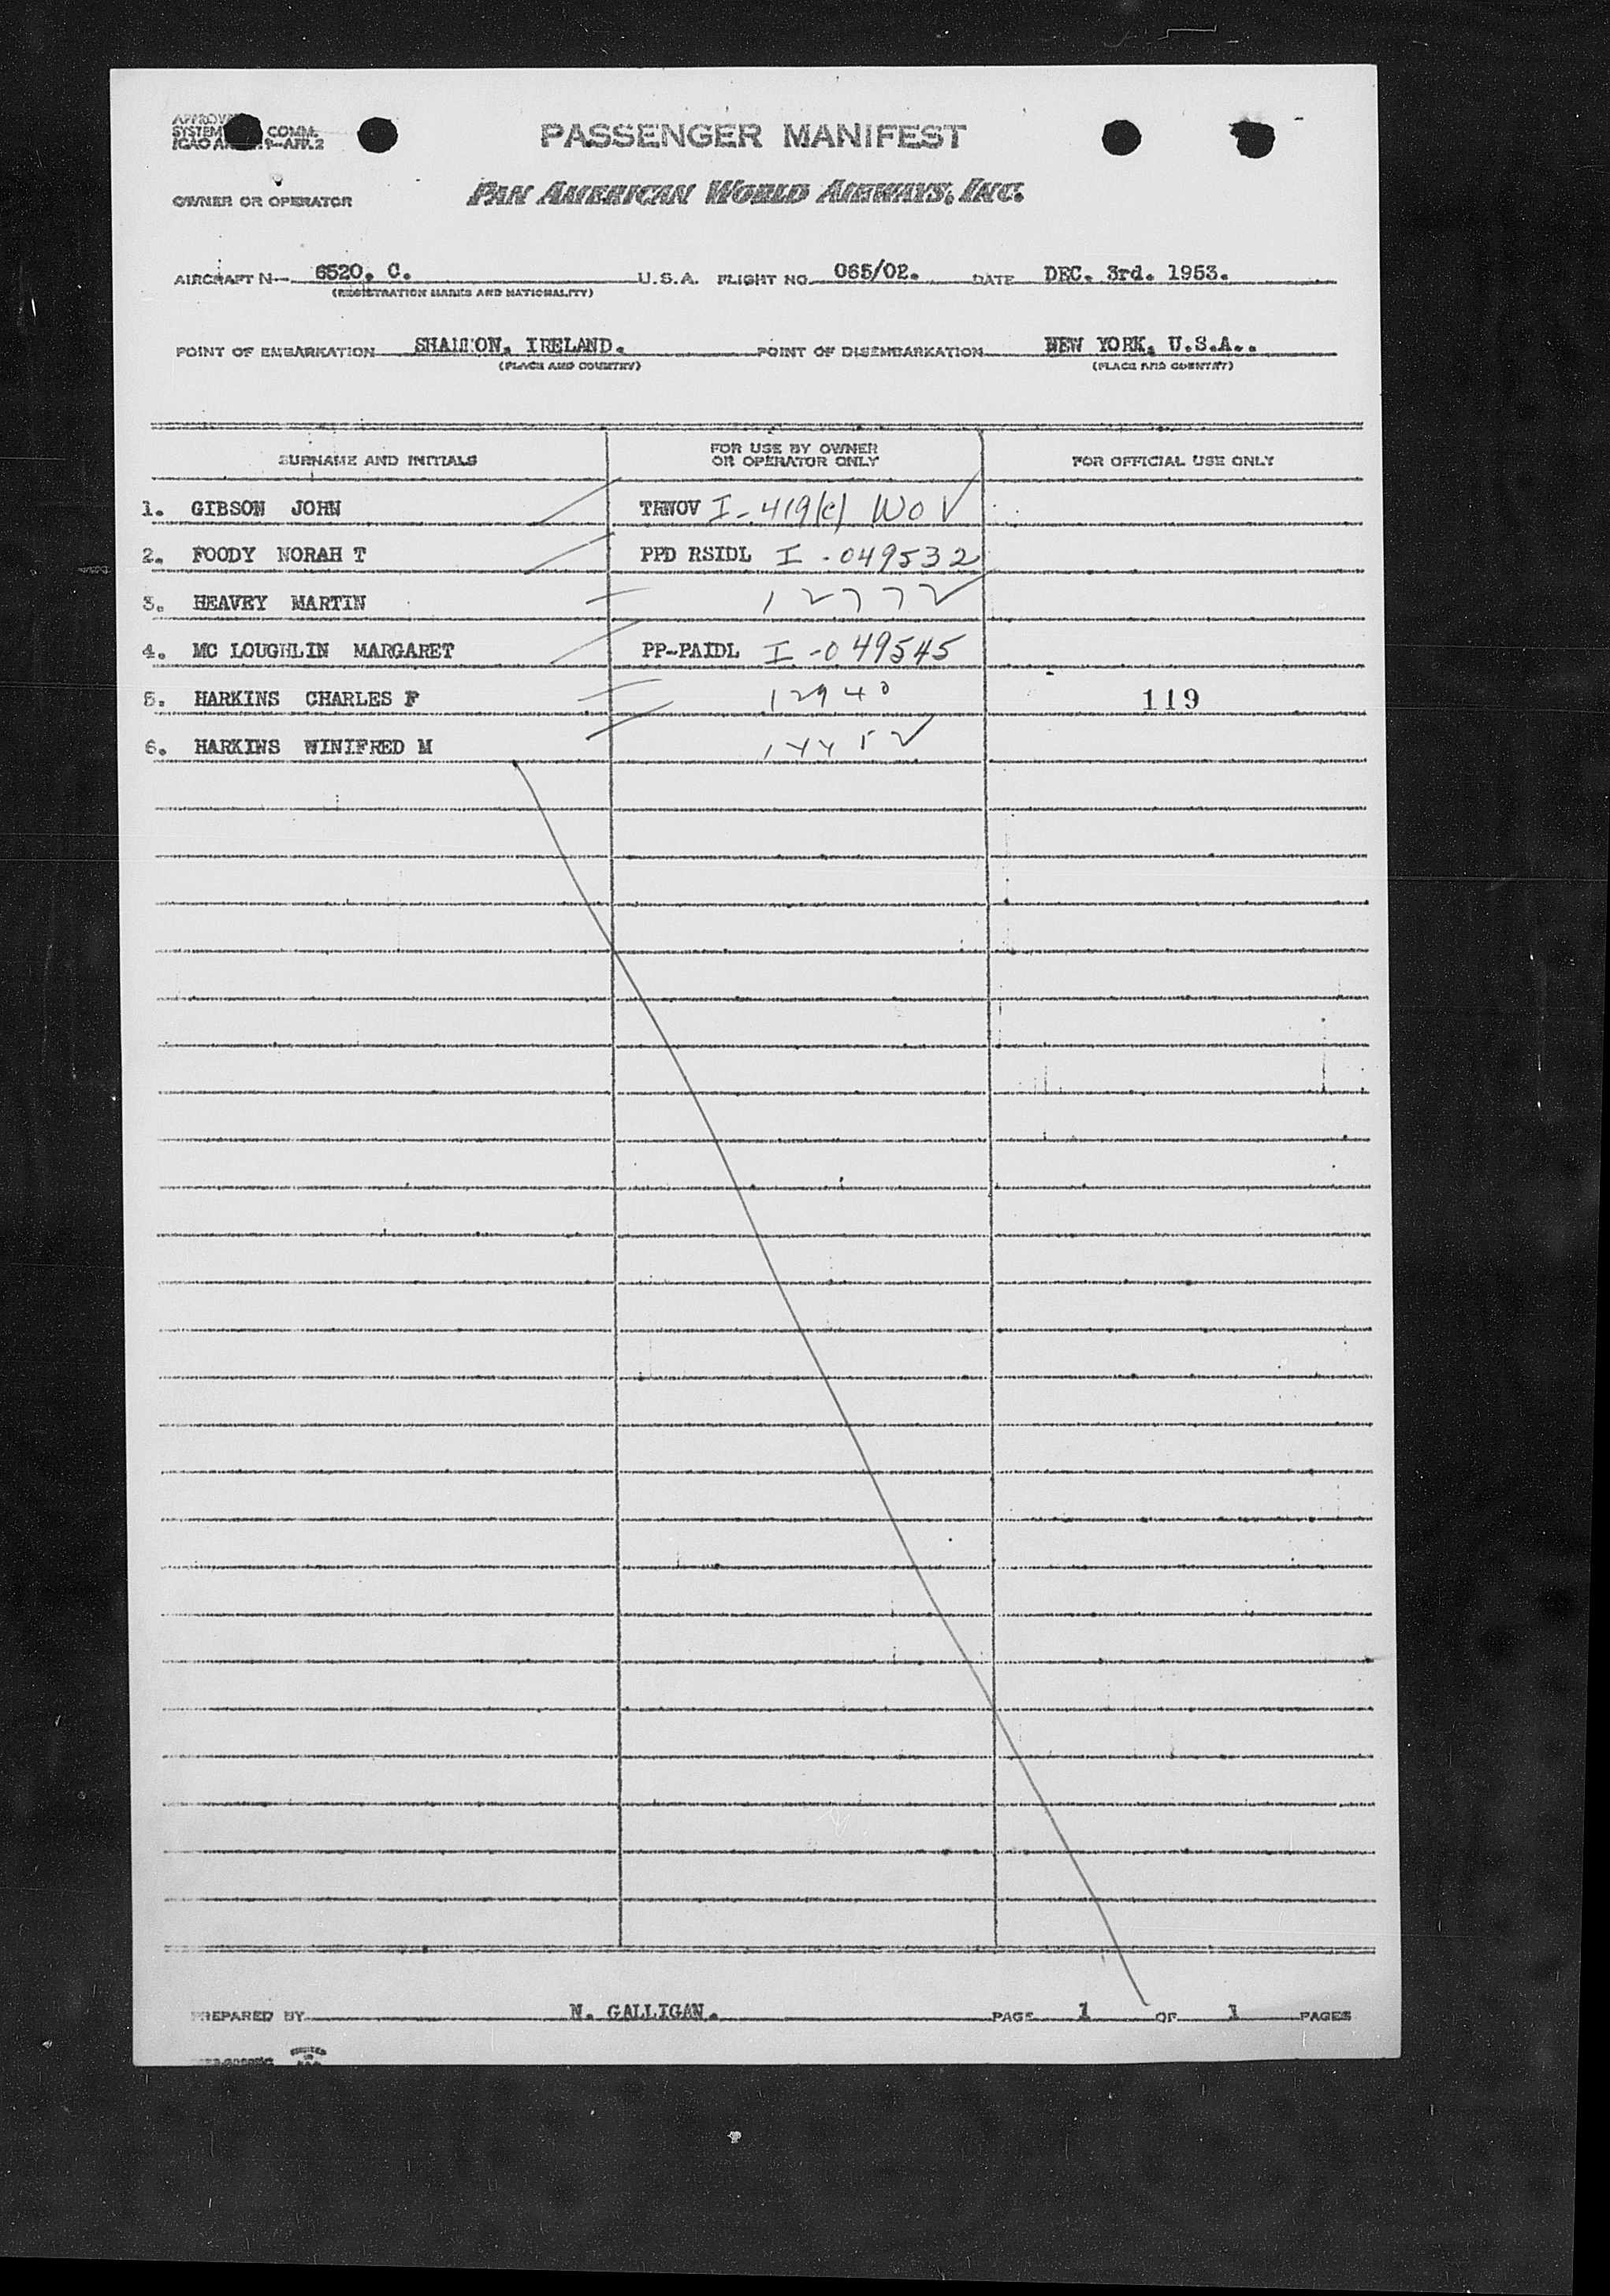 PASSENGER MANIFEST
SYSTEM COMM.
OWNER OR OPERATOR PAN AMERICAN WORLD AIRWAYS, INC.
AIRCRAFT N— 6520. C. U.S.A. FLIGHT NO. 065/02. DATE DEC. 3rd. 1953.
(REGISTRATION MARKS AND NATIONALITY)
POINT OF EMBARKATION SHANNON, IRELAND. POINT OF DISEMBARKATION NEW YORK, U.S.A..
(PLACE AND COUNTRY) (PLACE AND COUNTRY)
SURNAME AND INITIALS FOR USE BY OWNER OR OPERATOR ONLY FOR OFFICIAL USE ONLY
1. GIBSON JOHN TRWOV I-419(c) WOV
2. FOODY NORAH T PPD RSIDL I-049532
3. HEAVEY MARTIN
4. MC LOUGHLIN MARGARET PP-PAIDL I-049545
5. HARKINS CHARLES F 12940 119
6. HARKINS WINIFRED M
PREPARED BY N. GALLIGAN. PAGE 1 OF 1 PAGES